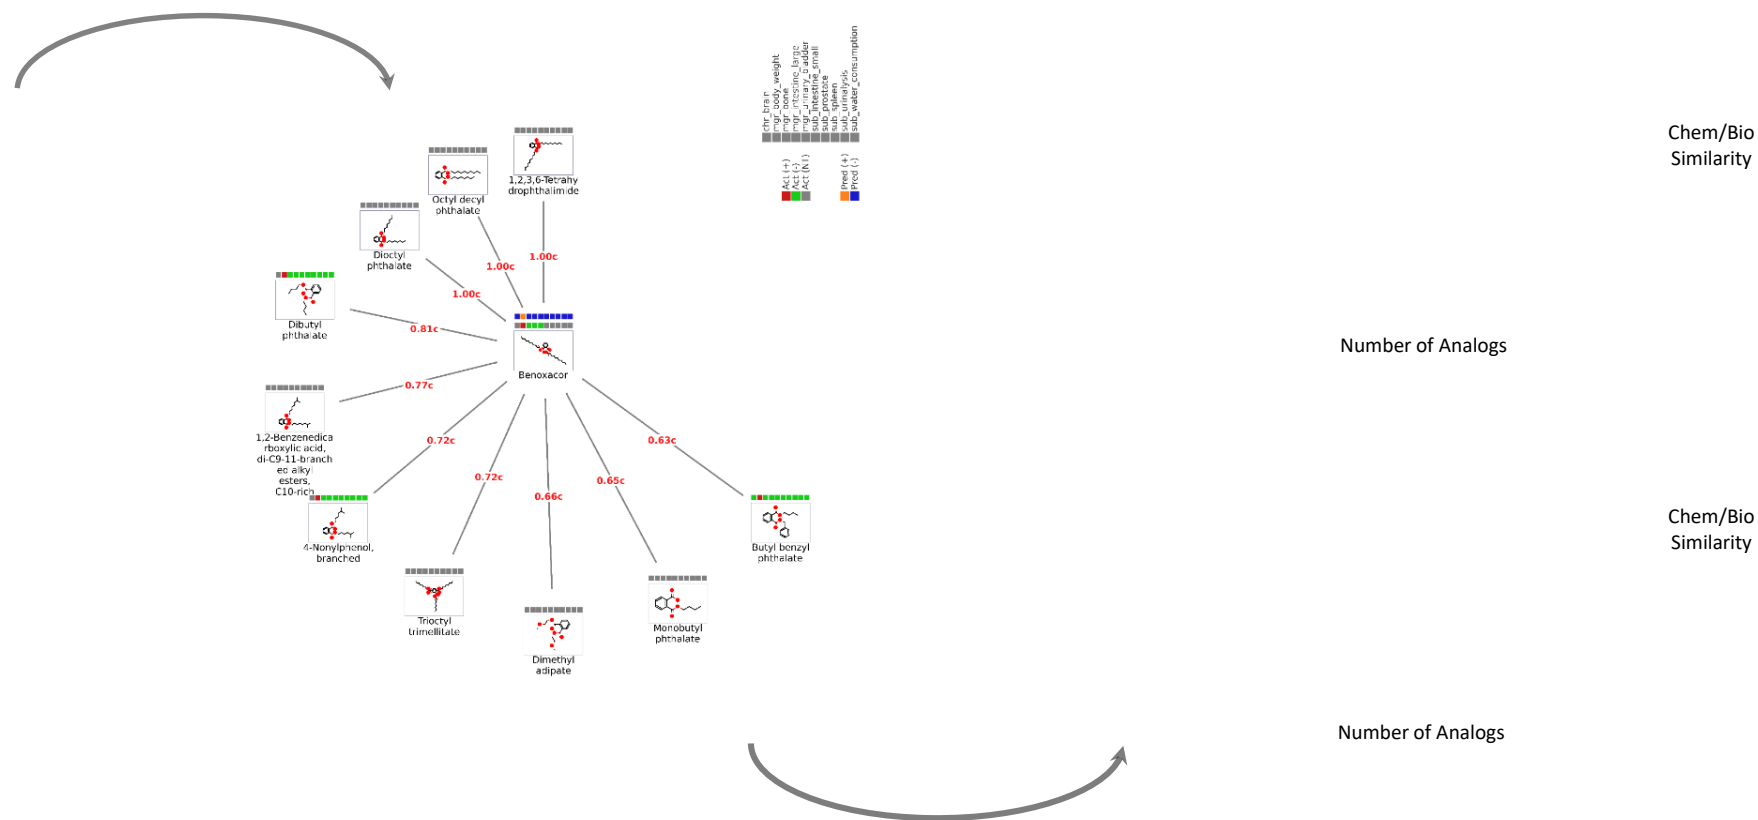 chr_brain
mgr_body_weight
mgr_bone
mgr_intestine_large
mgr_urinary_bladder
sub_intestine_small
sub_prostate
sub_spleen
sub_urinalysis
sub_water_consumption
Act (+)
Act (-)
Act (NT)
Pred (+)
Pred (-)
Chem/Bio
Similarity
1,2,3,6-Tetrahy
drophthalimide
Octyl decyl
phthalate
Dioctyl
phthalate
1.00c
1.00c
1.00c
Dibutyl
phthalate
0.81c
Number of Analogs
Benoxacor
0.77c
1,2-Benzenedica
rboxylic acid,
di-C9-11-branch
ed alkyl
esters,
C10-rich
0.72c
0.63c
0.72c
0.65c
0.66c
Chem/Bio
Similarity
4-Nonylphenol,
branched
Butyl benzyl
phthalate
Trioctyl
trimellitate
Monobutyl
phthalate
Dimethyl
adipate
Number of Analogs